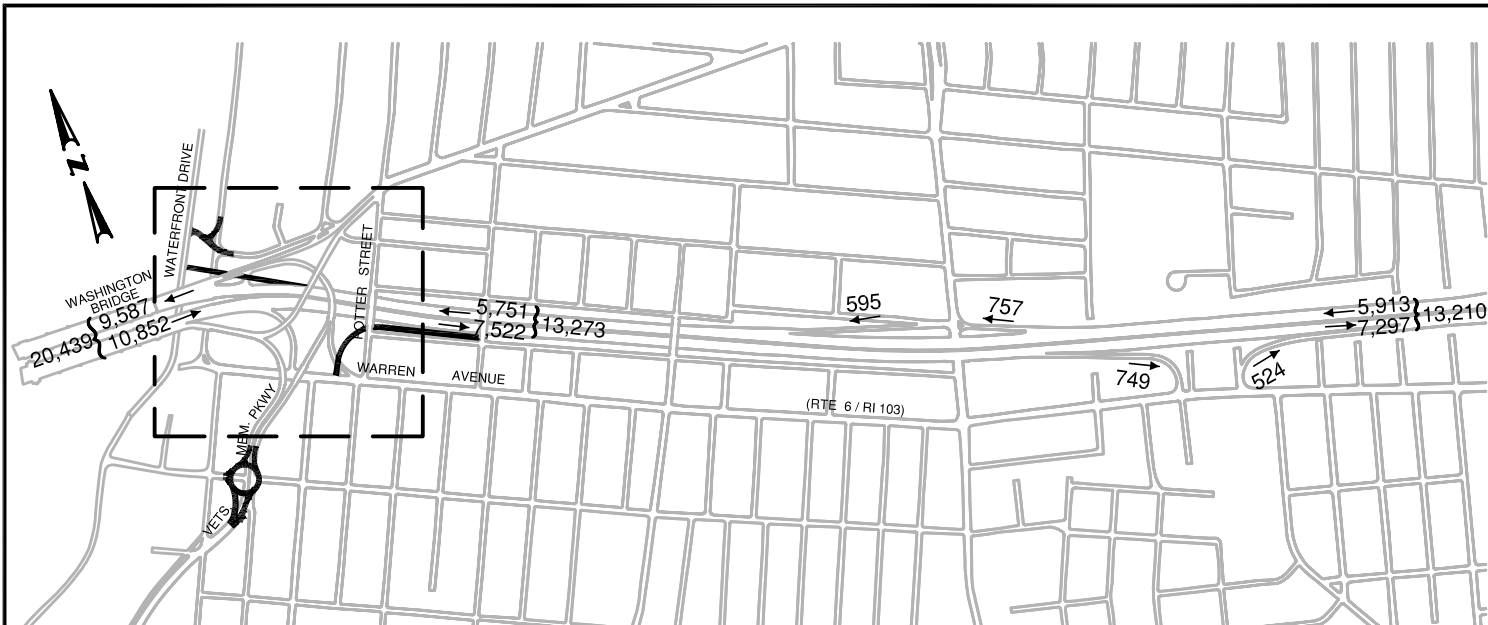 N
WATERFRONT DRIVE
WASHINGTON
BRIDGE
9,587
10,852
20,439
POTTER STREET
5,751
7,522
13,273
595
757
5,913
7,297
13,210
749
524
WARREN AVENUE
(RTE 6 / RI 103)
VETS. MEM. PKWY